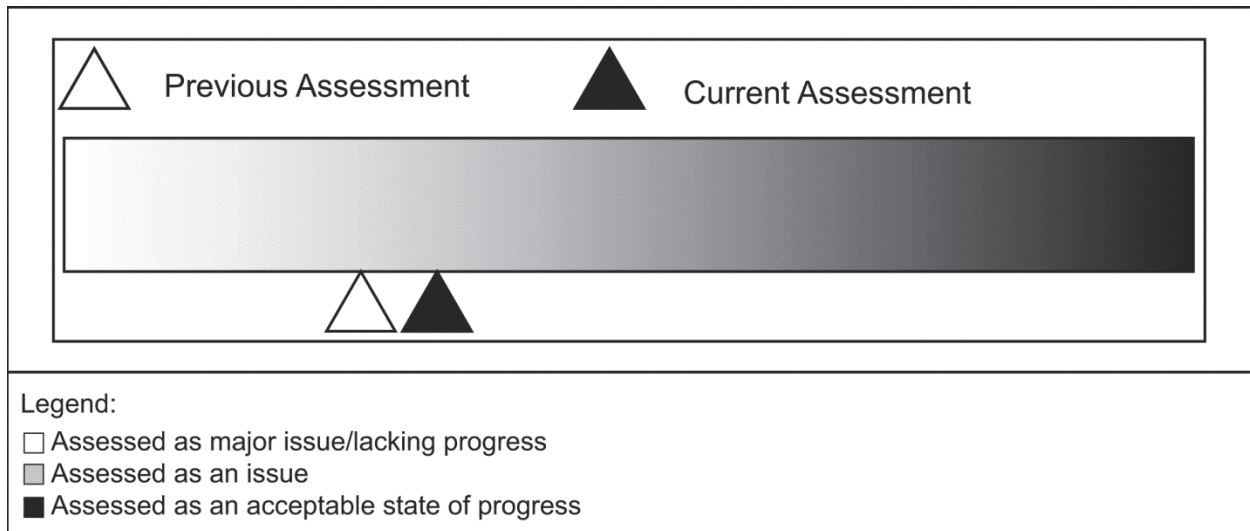 Previous Assessment
Current Assessment
Legend:
Assessed as major issue/lacking progress
Assessed as an issue
Assessed as an acceptable state of progress